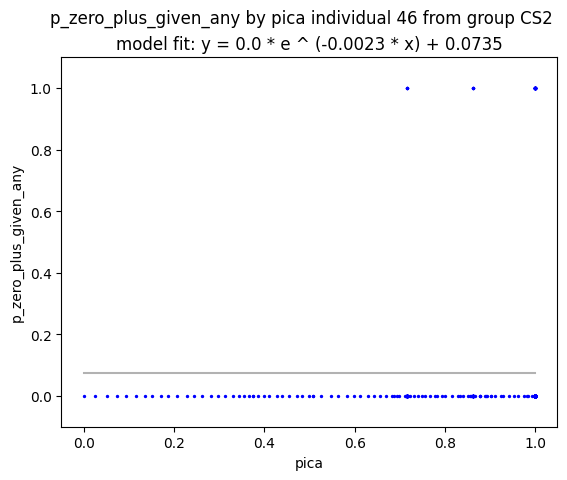 p_zero_plus_given_any by pica individual 46 from group CS2
model fit: y = 0.0 * e ^ (-0.0023 * x) + 0.0735
1.0
0.8
0.6
0.4
0.2
0.0
p_zero_plus_given_any
0.0 0.2 0.4 0.6 0.8 1.0
pica